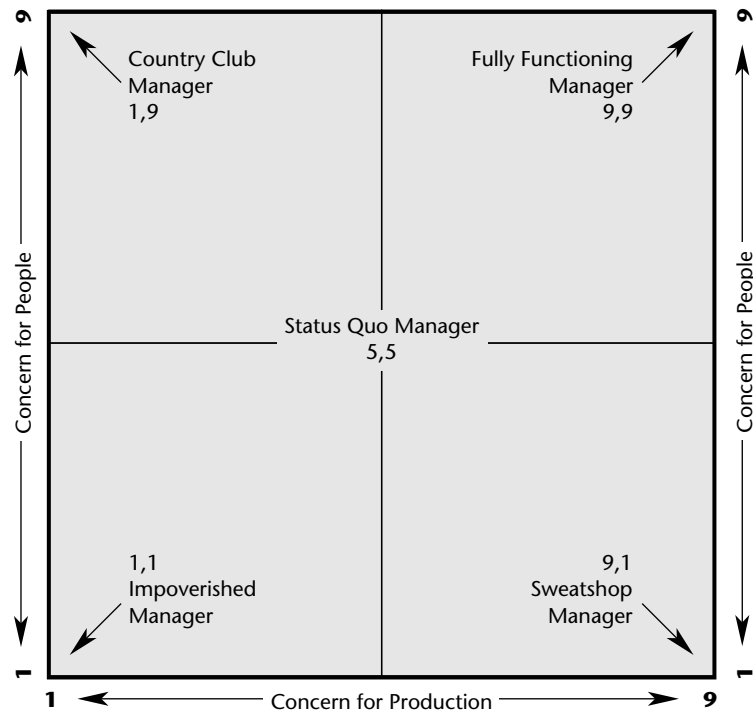 9
9
Country Club
Manager
1,9
Fully Functioning
Manager
9,9
Concern for People
Concern for People
Status Quo Manager
5,5
1,1
Impoverished
Manager
9,1
Sweatshop
Manager
1
1
1
Concern for Production
9